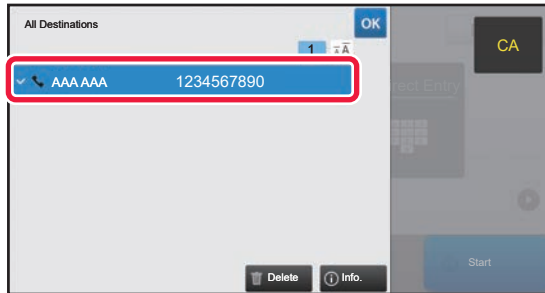 All Destinations
OK
1
CA
AAA AAA 1234567890
Direct Entry
Delete
Info.
Start